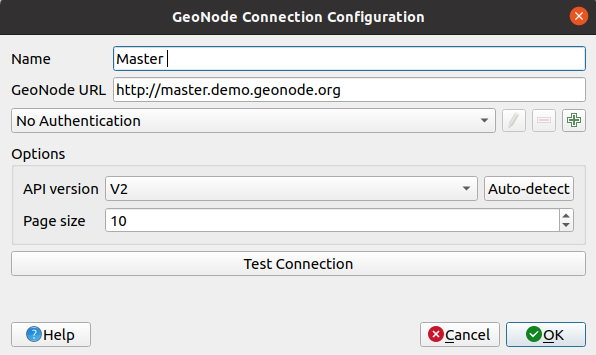 GeoNode Connection Configuration
Name Master
GeoNode URL http://master.demo.geonode.org
No Authentication
Options
API version V2 Auto-detect
Page size 10
Test Connection
Help Cancel OK